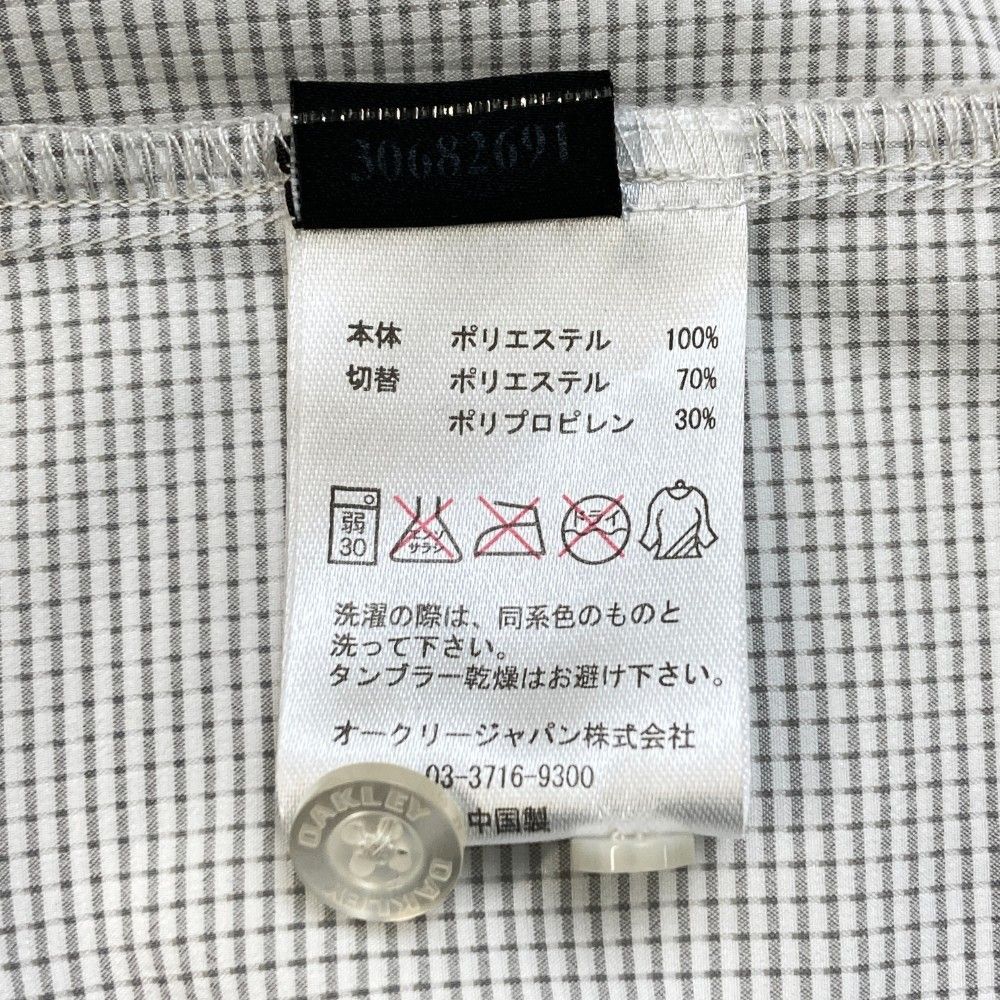 30682691
本体 ポリエステル 100%
切替 ポリエステル 70%
ポリプロピレン 30%
弱
30
エンソ
サラシ
ドライ
洗濯の際は、同系色のものと
洗って下さい。
タンブラー乾燥はお避け下さい。
オークリージャパン株式会社
03-3716-9300
中国製
OAKLEY
OAKLEY